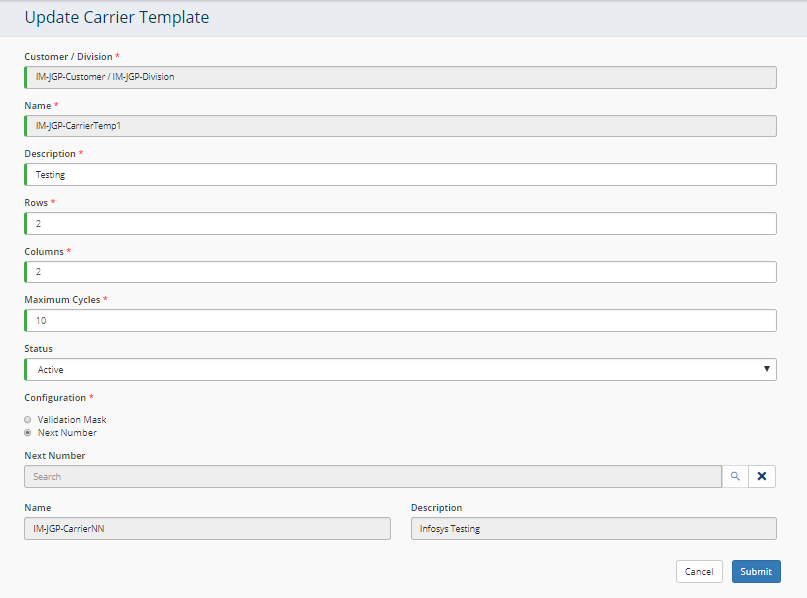 Update Carrier Template
Customer / Division *
IM-JGP-Customer / IM-JGP-Division
Name *
IM-JGP-CarrierTemp1
Description *
Testing
Rows *
2
Columns *
2
Maximum Cycles *
10
Status
Active
Configuration *
Validation Mask
Next Number
Next Number
Search
Name Description
IM-JGP-CarrierNN Infosys Testing
Cancel Submit